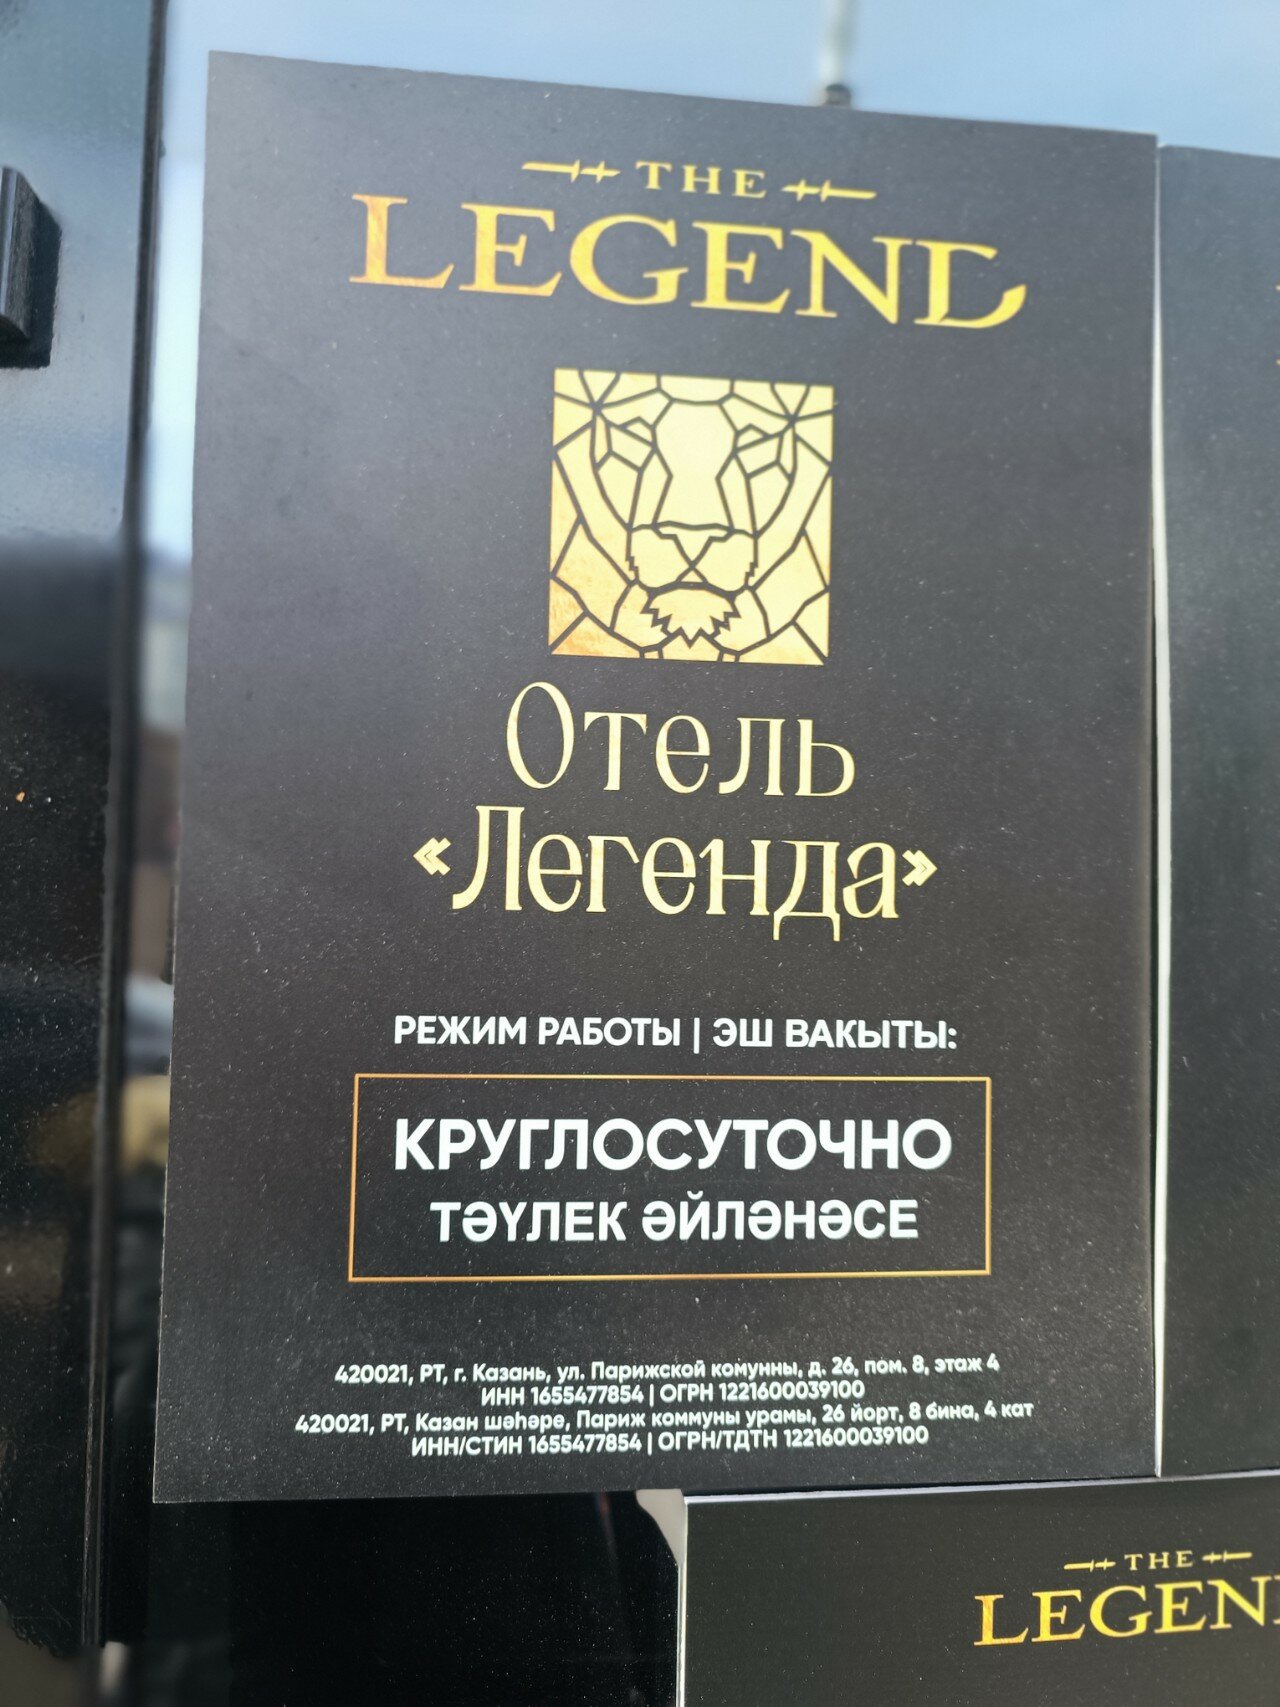 THE
LEGEND
Отель
«Легенда»
РЕЖИМ РАБОТЫ | ЭШ ВАКЫТЫ:
КРУГЛОСУТОЧНО
ТӘҮЛЕК ӘЙЛӘНӘСЕ
420021, РТ, г. Казань, ул. Парижской комунны, д. 26, пом. 8, этаж 4
ИНН 1655477854 | ОГРН 1221600039100
420021, РТ, Казан шәһәре, Париж коммуны урамы, 26 йорт, 8 бина, 4 кат
ИНН/СТИН 1655477854 | ОГРН/ТДТН 1221600039100
THE
LEGEN